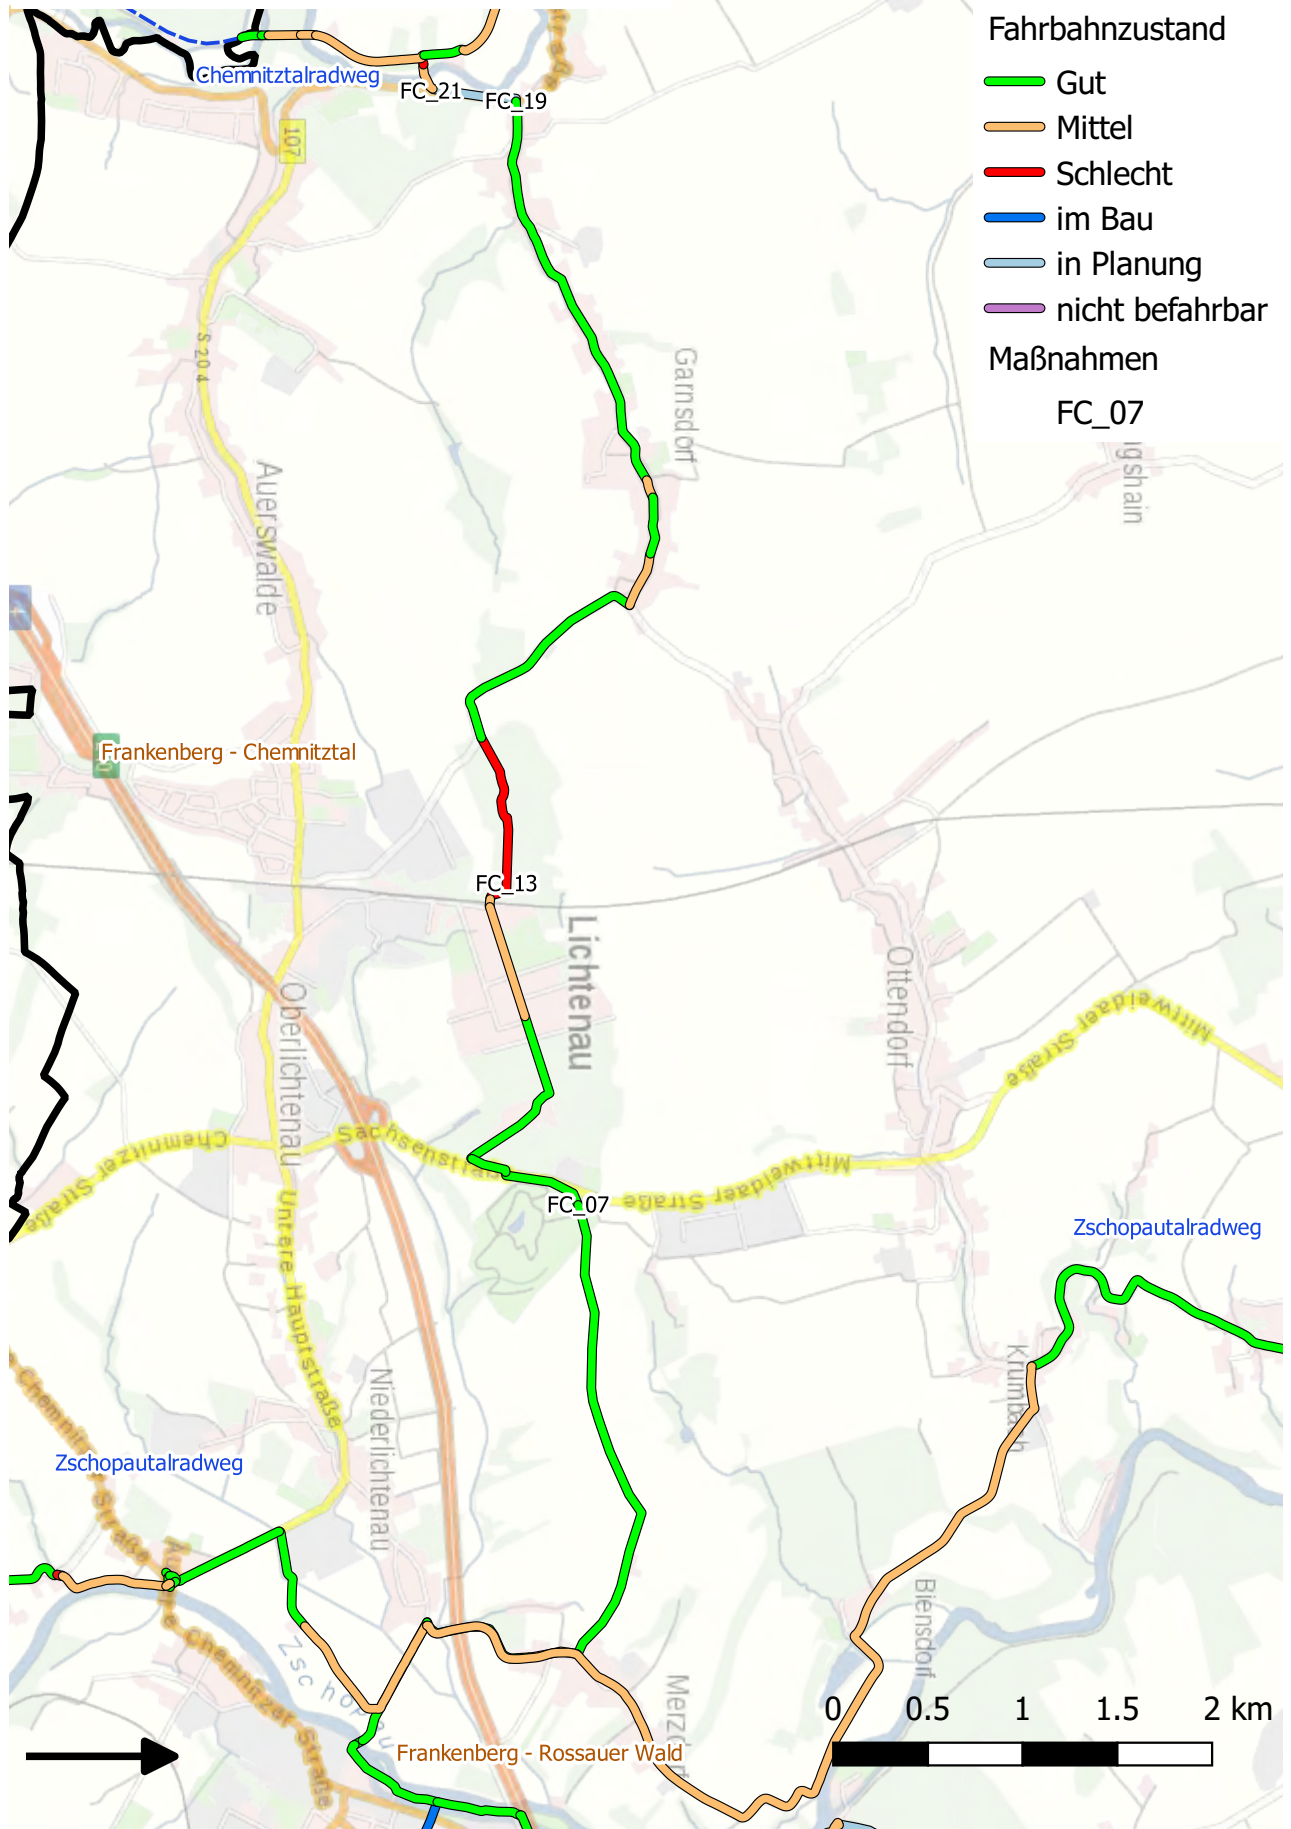 Fahrbahnzustand
Gut
Mittel
Schlecht
im Bau
in Planung
nicht befahrbar
Maßnahmen
FC_07
Chemnitztalradweg
FC_21
FC_19
107
S 204
Garnsdorf
Auerswalde
gshain
Frankenberg - Chemnitztal
FC_13
Lichtenau
Ottendorf
Oberlichtenau
Mittweidaer Straße
Chemnitzer Straße
Mittweidaer Straße
FC_07
Zschopautalradweg
Untere Hauptstraße
Niederlichtenau
Krumbach
Zschopautalradweg
Biensdorf
Chemnitzer Straße
Zschopau
Merzdorf
0 0.5 1 1.5 2 km
Frankenberg - Rossauer Wald